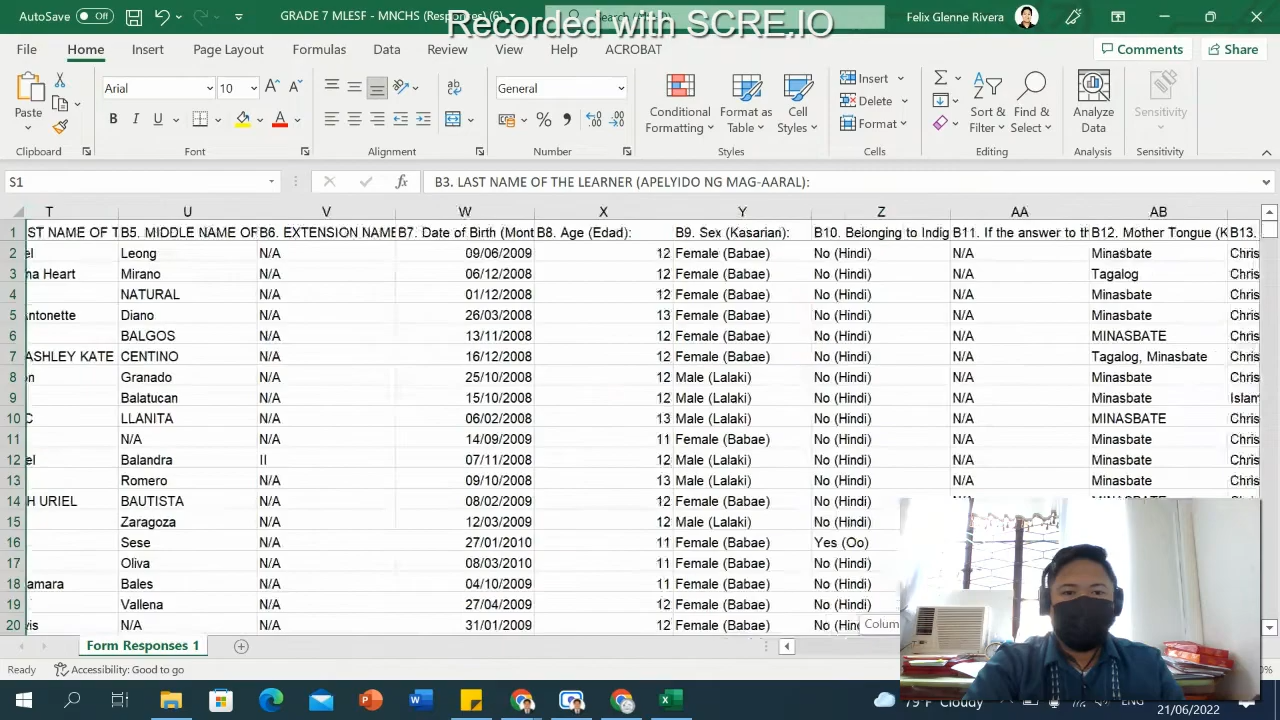 AutoSave Off GRADE 7 MLESF - MNCHS (Responses) (6) Felix Glenne Rivera
Recorded with SCRE.IO
File Home Insert Page Layout Formulas Data Review View Help ACROBAT Comments Share
Paste Arial 10 General Conditional Formatting Format as Table Cell Styles Insert Delete Format Sort & Filter Find & Select Analyze Data Sensitivity
Clipboard Font Alignment Number Styles Cells Editing Analysis Sensitivity
S1 fx B3. LAST NAME OF THE LEARNER (APELYIDO NG MAG-AARAL):
T U V W X Y Z AA AB
1 ST NAME OF T B5. MIDDLE NAME OF B6. EXTENSION NAME B7. Date of Birth (Mont B8. Age (Edad): B9. Sex (Kasarian): B10. Belonging to Indig B11. If the answer to th B12. Mother Tongue (K B13.
2 el Leong N/A 09/06/2009 12 Female (Babae) No (Hindi) N/A Minasbate Chris
3 na Heart Mirano N/A 06/12/2008 12 Female (Babae) No (Hindi) N/A Tagalog Chris
4 NATURAL N/A 01/12/2008 12 Female (Babae) No (Hindi) N/A Minasbate Chris
5 Antonette Diano N/A 26/03/2008 13 Female (Babae) No (Hindi) N/A Minasbate Chris
6 BALGOS N/A 13/11/2008 12 Female (Babae) No (Hindi) N/A MINASBATE Chris
7 ASHLEY KATE CENTINO N/A 16/12/2008 12 Female (Babae) No (Hindi) N/A Tagalog, Minasbate Chris
8 on Granado N/A 25/10/2008 12 Male (Lalaki) No (Hindi) N/A Minasbate Chris
9 Balatucan N/A 15/10/2008 12 Male (Lalaki) No (Hindi) N/A Minasbate Islam
10 C LLANITA N/A 06/02/2008 13 Male (Lalaki) No (Hindi) N/A MINASBATE Chris
11 N/A N/A 14/09/2009 11 Female (Babae) No (Hindi) N/A Minasbate Chris
12 el Balandra II 07/11/2008 12 Male (Lalaki) No (Hindi) N/A Minasbate Chris
13 Romero N/A 10/05/2008 13 Male (Lalaki) No (Hindi) N/A Minasbate Chris
14 H URIEL BAUTISTA N/A 08/02/2009 12 Female (Babae) No (Hindi)
15 Zaragoza N/A 12/03/2009 12 Male (Lalaki) No (Hindi)
16 Sese N/A 27/01/2010 11 Female (Babae) Yes (Oo)
17 Oliva N/A 08/03/2010 11 Female (Babae) No (Hindi)
18 amara Bales N/A 04/10/2009 11 Female (Babae) No (Hindi)
19 Vallena N/A 27/04/2009 12 Female (Babae) No (Hindi)
20 vis N/A N/A 31/01/2009 12 Female (Babae) No (Hind Colum
Form Responses 1
Ready Accessibility: Good to go 0%
79°F Cloudy ENG
21/06/2022